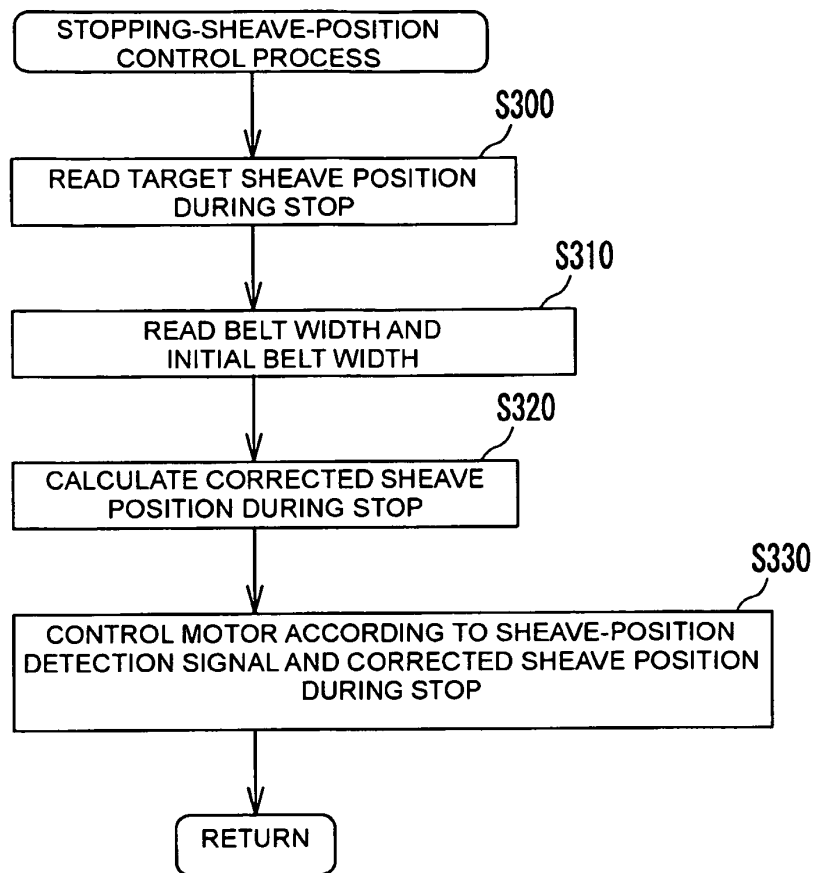 STOPPING-SHEAVE-POSITION
CONTROL PROCESS
S300
READ TARGET SHEAVE POSITION
DURING STOP
S310
READ BELT WIDTH AND
INITIAL BELT WIDTH
S320
CALCULATE CORRECTED SHEAVE
POSITION DURING STOP
S330
CONTROL MOTOR ACCORDING TO SHEAVE-POSITION
DETECTION SIGNAL AND CORRECTED SHEAVE POSITION
DURING STOP
RETURN